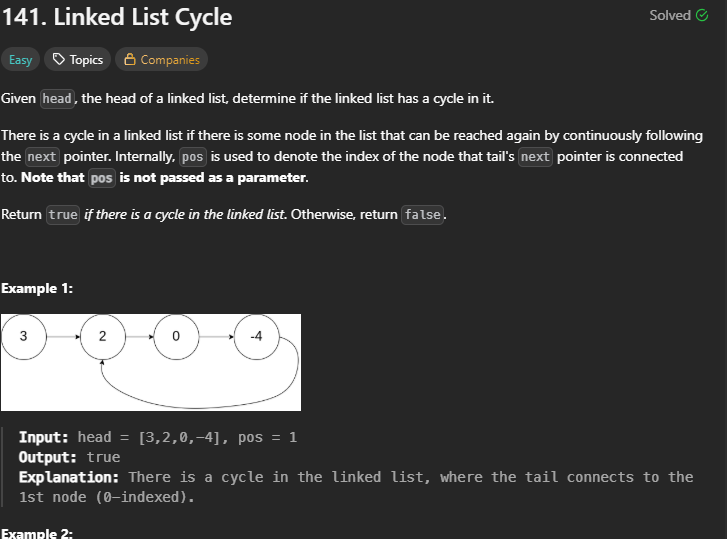 141. Linked List Cycle
Solved
Easy Topics Companies
Given head, the head of a linked list, determine if the linked list has a cycle in it.
There is a cycle in a linked list if there is some node in the list that can be reached again by continuously following
the next pointer. Internally, pos is used to denote the index of the node that tail's next pointer is connected
to. Note that pos is not passed as a parameter.
Return true if there is a cycle in the linked list. Otherwise, return false.
Example 1:
3 2 0 -4
Input: head = [3,2,0,-4], pos = 1
Output: true
Explanation: There is a cycle in the linked list, where the tail connects to the
1st node (0-indexed).
Example 2: